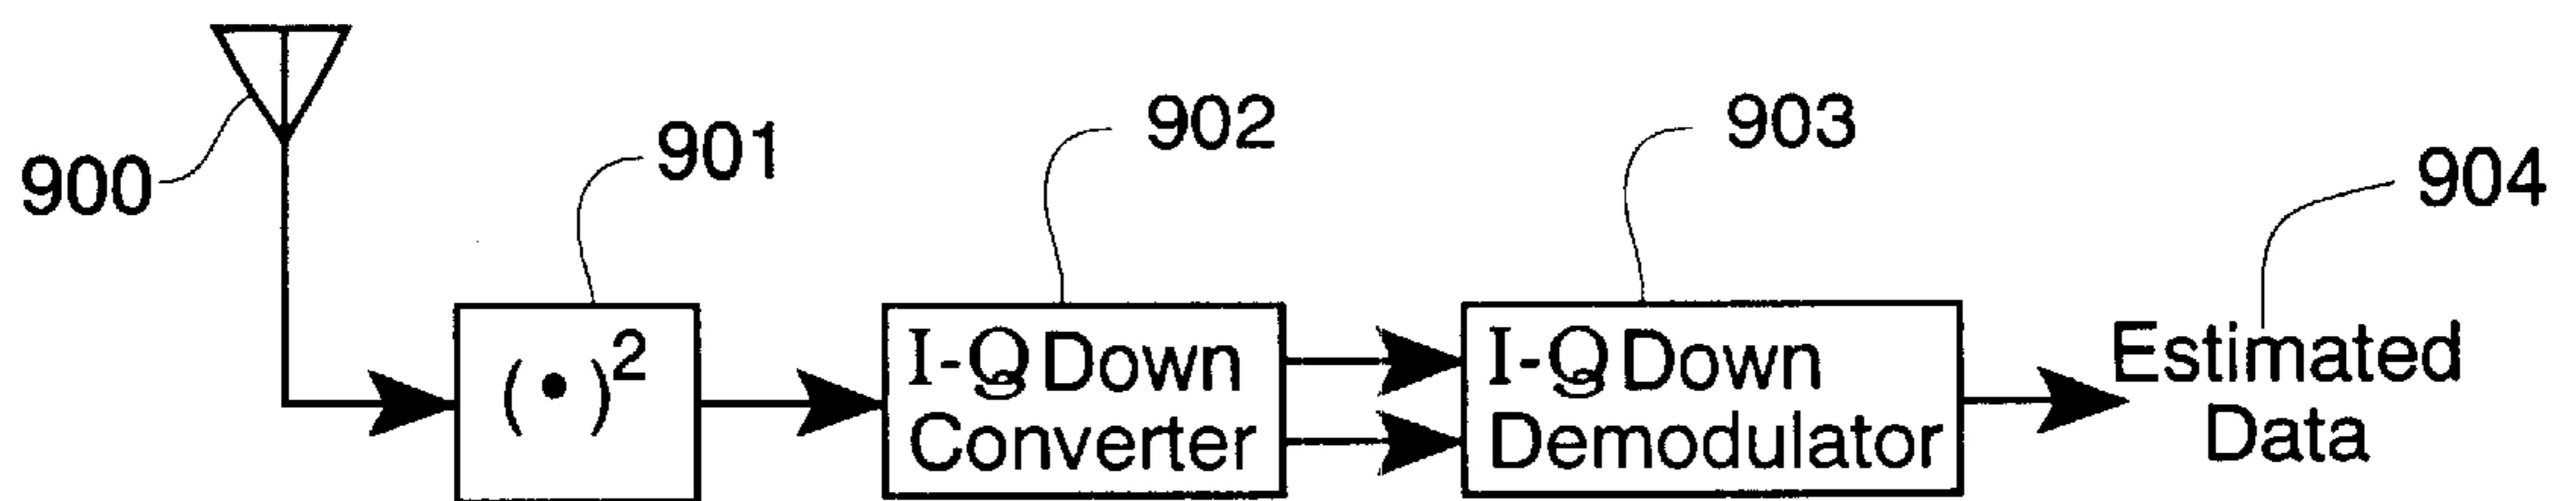 900
901
902
903
904
(•)²
I-Q Down
Converter
I-Q Down
Demodulator
Estimated
Data